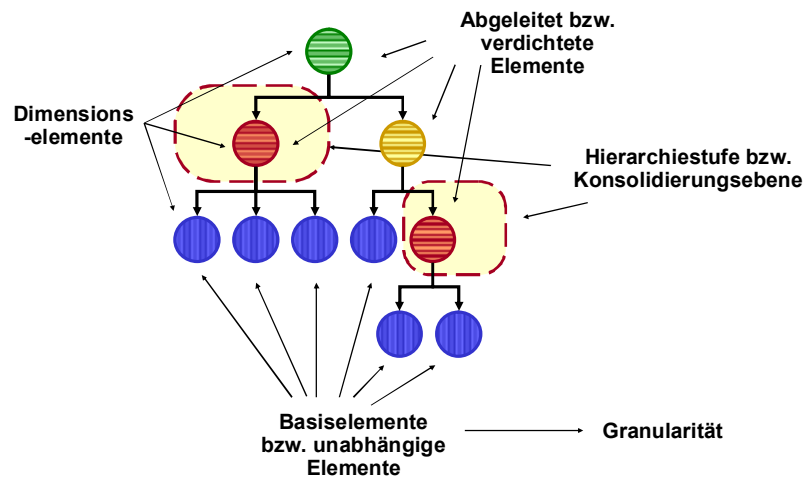 Abgeleitet bzw.
verdichtete
Elemente
Dimensions
-elemente
Hierarchiestufe bzw.
Konsolidierungsebene
Basiselemente
bzw. unabhängige
Elemente
Granularität